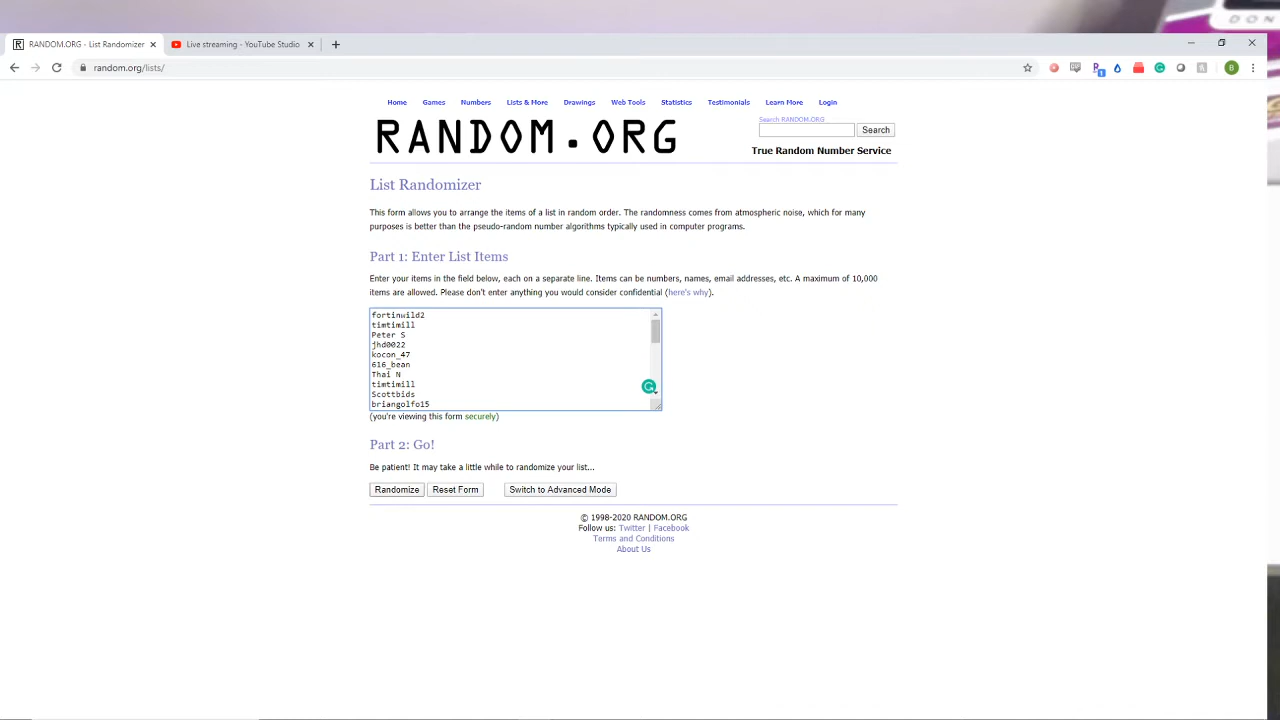 RANDOM.ORG - List Randomizer
Live streaming - YouTube Studio
random.org/lists/
Home Games Numbers Lists & More Drawings Web Tools Statistics Testimonials Learn More Login
RANDOM.ORG
Search RANDOM.ORG
Search
True Random Number Service
List Randomizer
This form allows you to arrange the items of a list in random order. The randomness comes from atmospheric noise, which for many
purposes is better than the pseudo-random number algorithms typically used in computer programs.
Part 1: Enter List Items
Enter your items in the field below, each on a separate line. Items can be numbers, names, email addresses, etc. A maximum of 10,000
items are allowed. Please don't enter anything you would consider confidential (here's why).
fortinwild2
timtimill
Peter S
jhd0022
kocon_47
616_bean
Thai N
timtimill
Scottbids
briangolfo15
(you're viewing this form securely)
Part 2: Go!
Be patient! It may take a little while to randomize your list...
Randomize Reset Form Switch to Advanced Mode
© 1998-2020 RANDOM.ORG
Follow us: Twitter | Facebook
Terms and Conditions
About Us